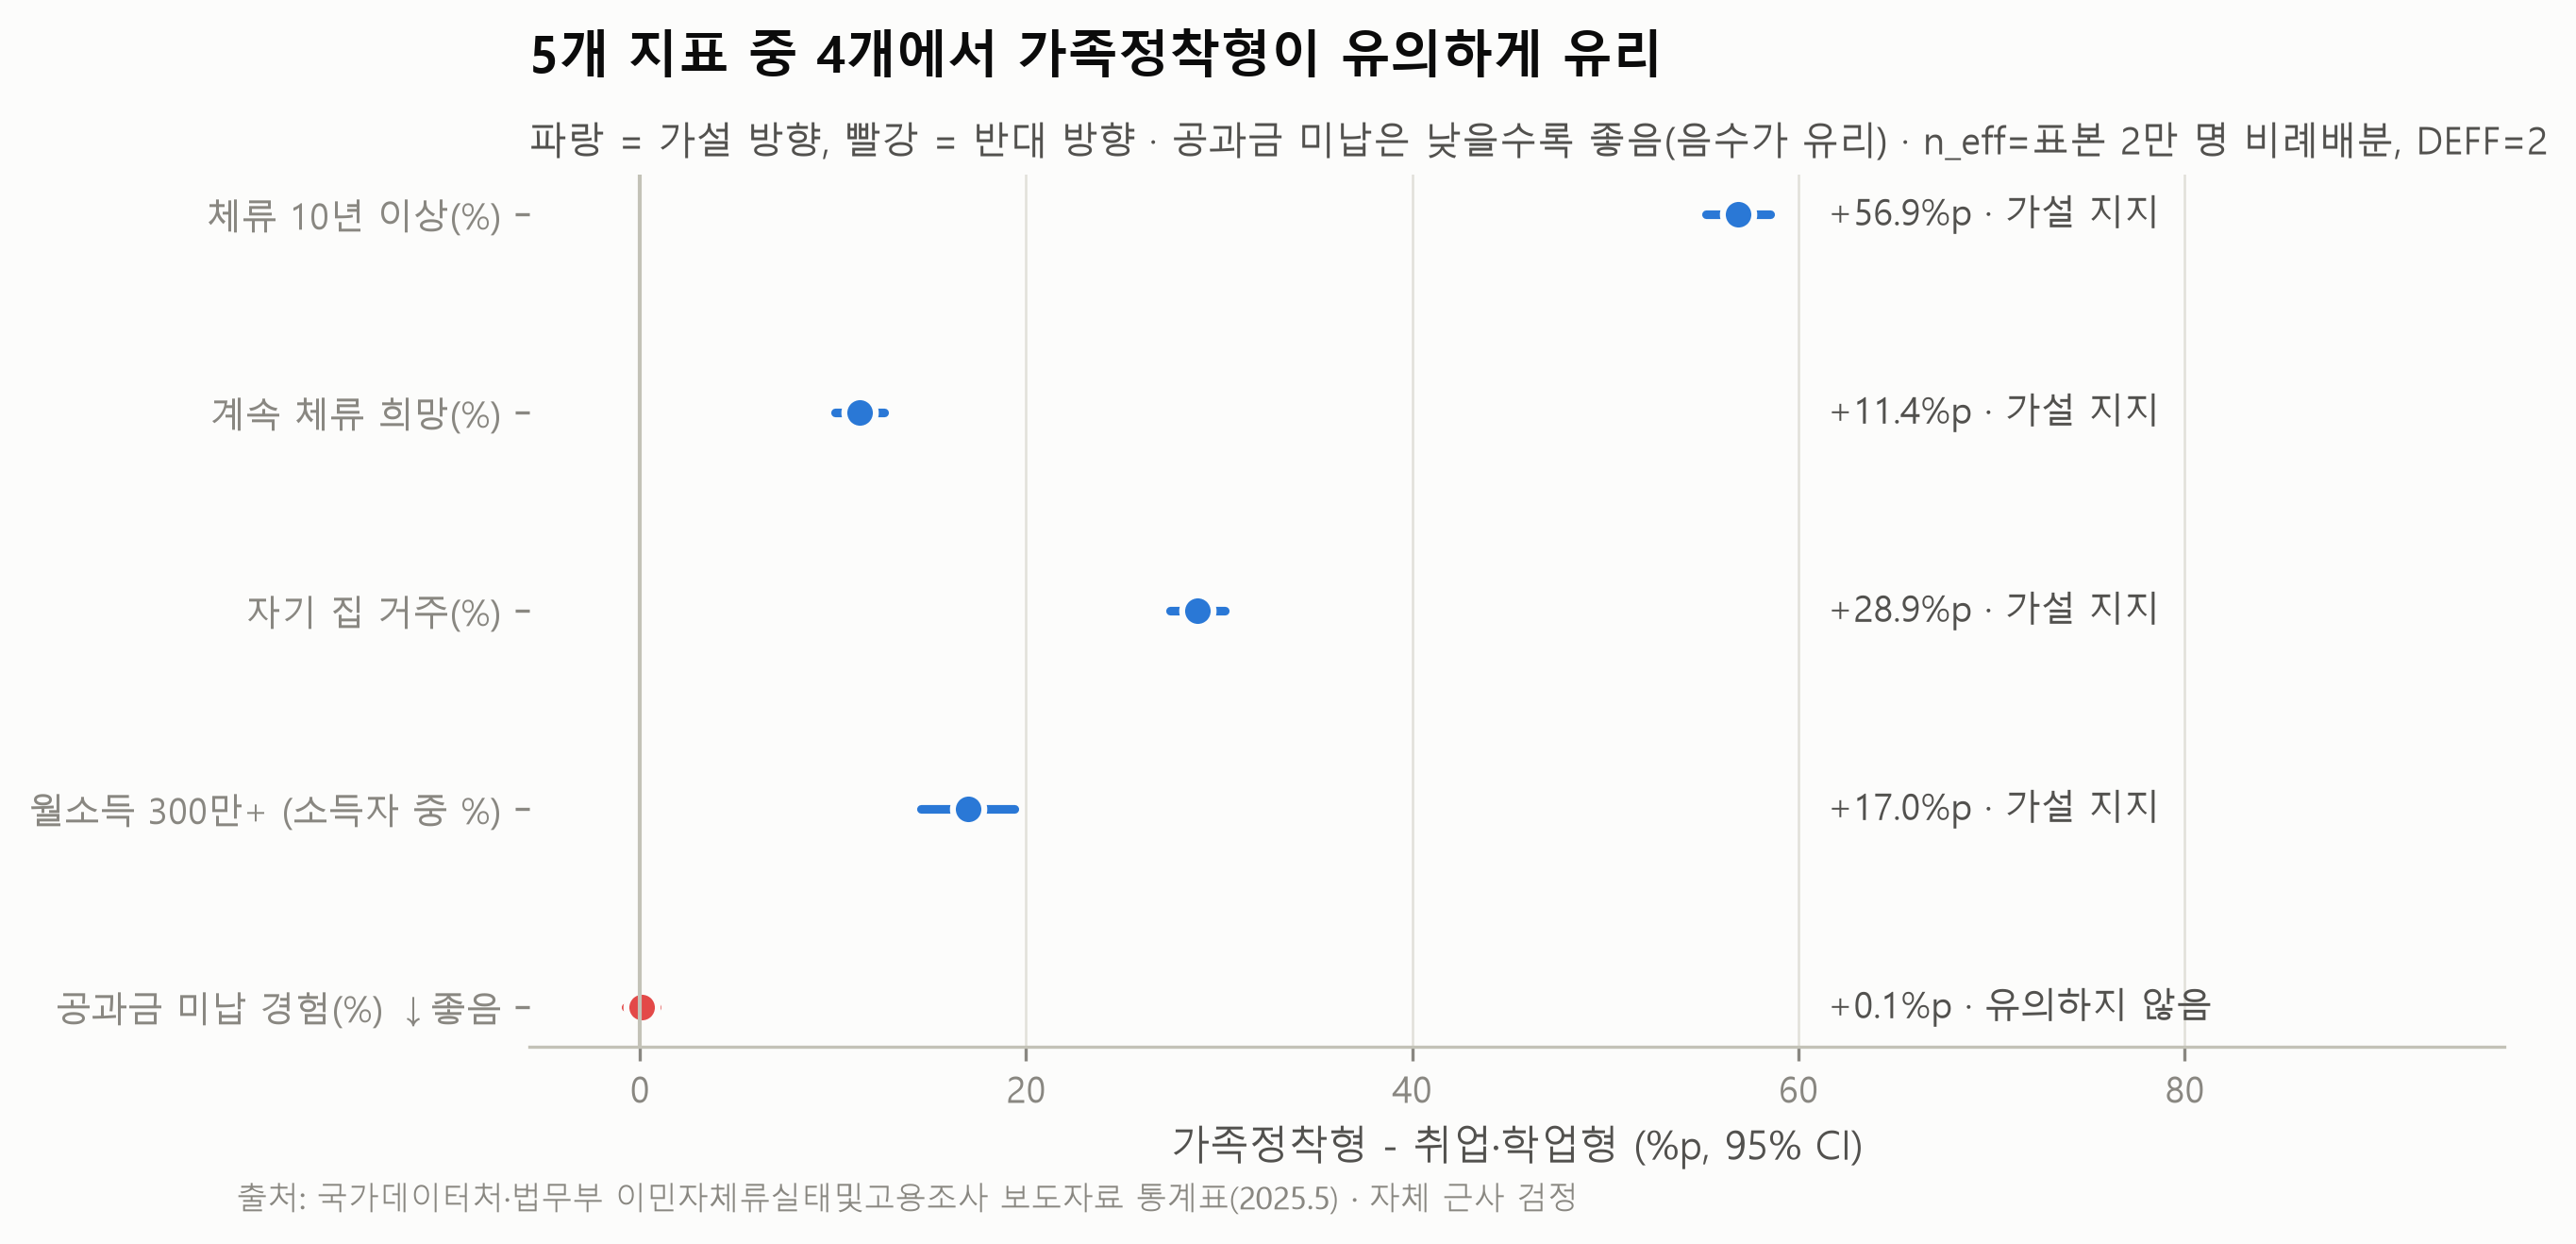 5개 지표 중 4개에서 가족정착형이 유의하게 유리
파랑 = 가설 방향, 빨강 = 반대 방향 · 공과금 미납은 낮을수록 좋음(음수가 유리) · n_eff=표본 2만 명 비례배분, DEFF=2
체류 10년 이상(%)
+56.9%p · 가설 지지
계속 체류 희망(%)
+11.4%p · 가설 지지
자기 집 거주(%)
+28.9%p · 가설 지지
월소득 300만+ (소득자 중 %)
+17.0%p · 가설 지지
공과금 미납 경험(%) ↓좋음
+0.1%p · 유의하지 않음
0 20 40 60 80
가족정착형 - 취업·학업형 (%p, 95% CI)
출처: 국가데이터처·법무부 이민자체류실태및고용조사 보도자료 통계표(2025.5) · 자체 근사 검정